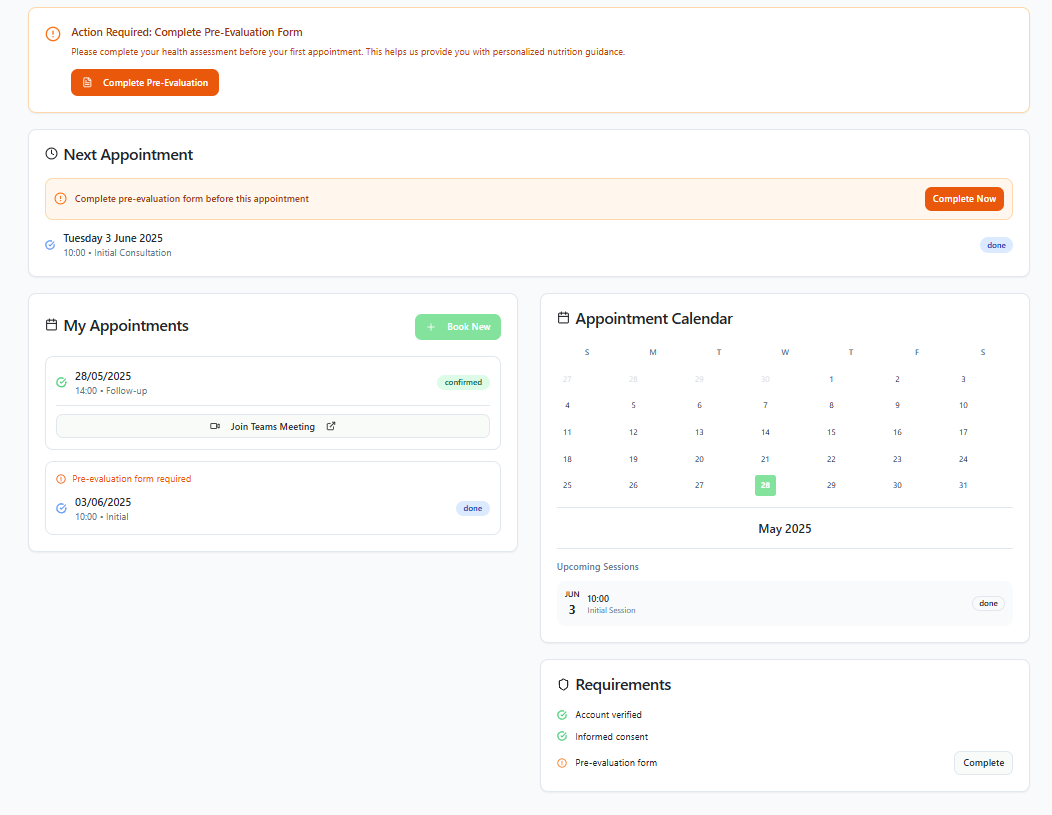 Action Required: Complete Pre-Evaluation Form
Please complete your health assessment before your first appointment. This helps us provide you with personalized nutrition guidance.
Complete Pre-Evaluation
Next Appointment
Complete pre-evaluation form before this appointment
Complete Now
Tuesday 3 June 2025
10:00 • Initial Consultation
done
My Appointments
+ Book New
28/05/2025
14:00 • Follow-up
confirmed
Join Teams Meeting
Pre-evaluation form required
03/06/2025
10:00 • Initial
done
Appointment Calendar
S M T W T F S
27 28 29 30 1 2 3
4 5 6 7 8 9 10
11 12 13 14 15 16 17
18 19 20 21 22 23 24
25 26 27 28 29 30 31
May 2025
Upcoming Sessions
JUN
3
10:00
Initial Session
done
Requirements
Account verified
Informed consent
Pre-evaluation form
Complete